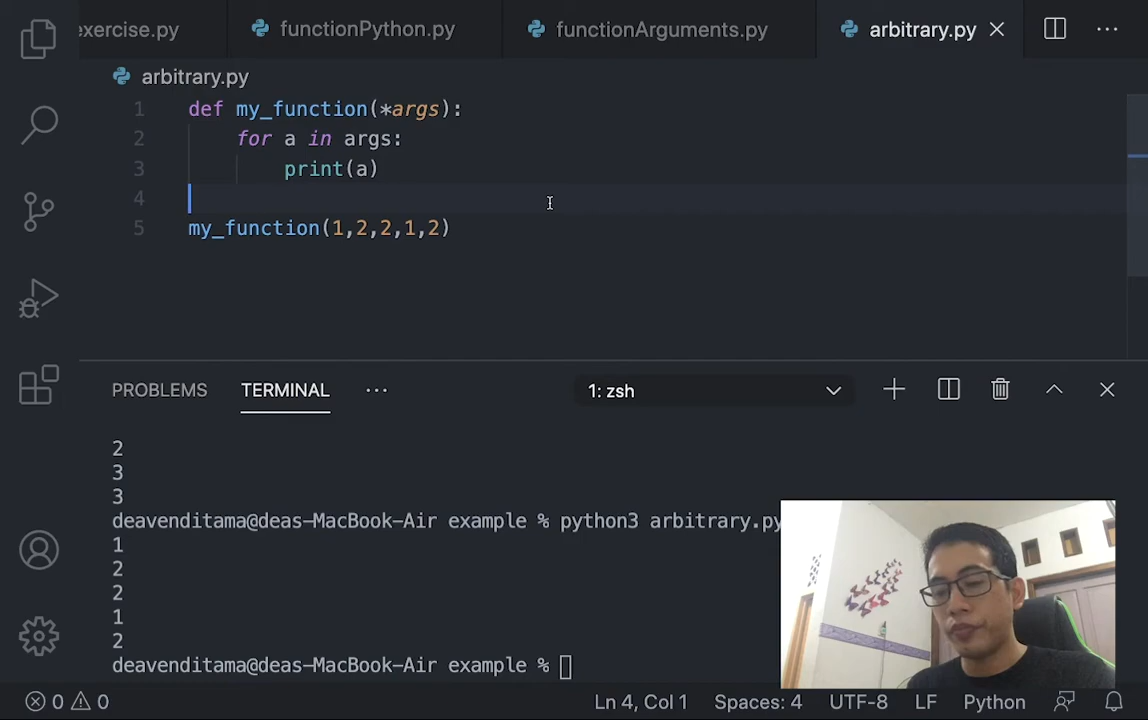 exercise.py functionPython.py functionArguments.py arbitrary.py
arbitrary.py
1 def my_function(*args):
2 for a in args:
3 print(a)
4
5 my_function(1,2,2,1,2)
PROBLEMS TERMINAL 1: zsh
2
3
3
deavenditama@deas-MacBook-Air example % python3 arbitrary.py
1
2
2
1
2
deavenditama@deas-MacBook-Air example %
0 0 Ln 4, Col 1 Spaces: 4 UTF-8 LF Python